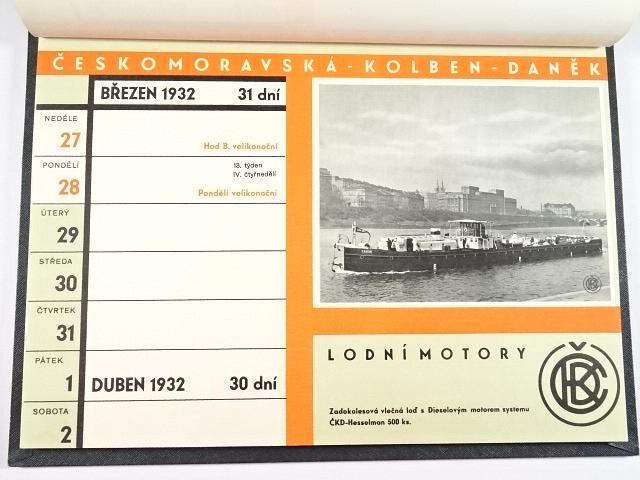 ČESKOMORAVSKÁ - KOLBEN - DANĚK
BŘEZEN 1932 31 dní
NEDĚLE
27
Hod B. velikonoční
PONDĚLÍ
28
13. týden
IV. čtyřnedělí
Pondělí velikonoční
ÚTERÝ
29
STŘEDA
30
ČTVRTEK
31
PÁTEK
1
DUBEN 1932 30 dní
SOBOTA
2
LODNÍ MOTORY
Zadokolesová vlečná loď s Dieselovým motorem systemu
ČKD-Hesselman 500 ks.
ČKD